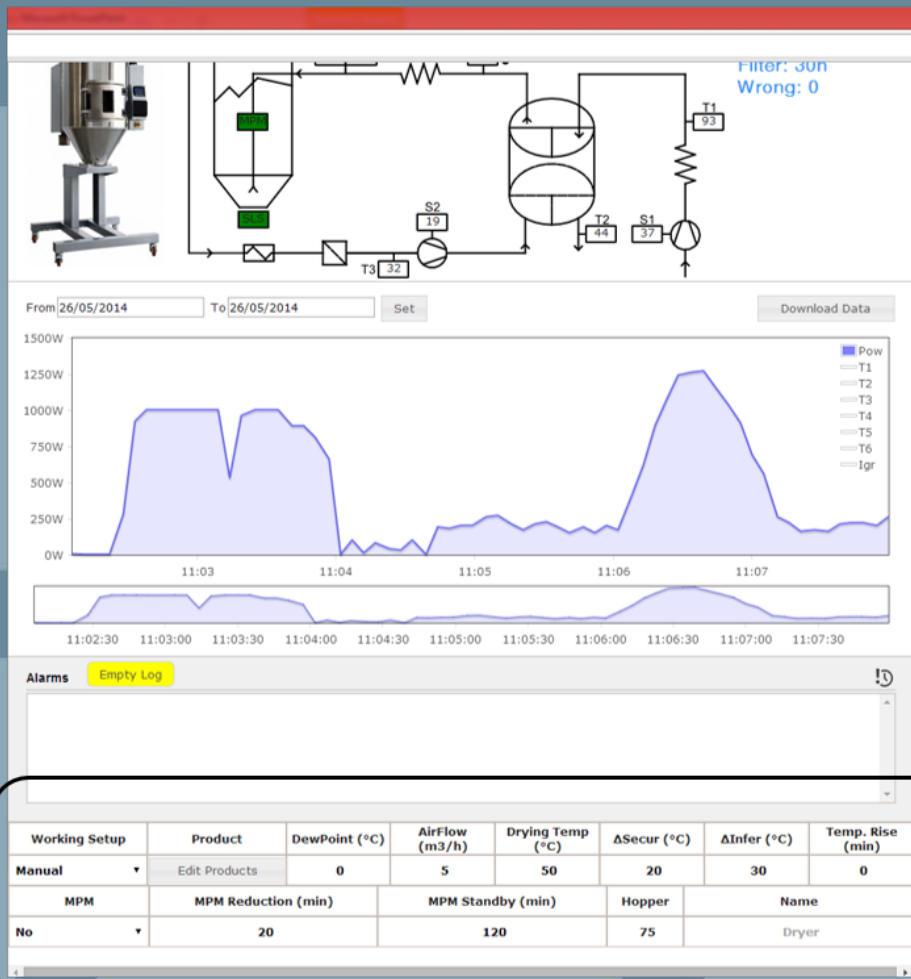 Filter: 30h
Wrong: 0
MPM
T1
93
SLS
S2
19
T2
44
S1
37
T3 32
From 26/05/2014 To 26/05/2014 Set Download Data
1500W
1250W
1000W
750W
500W
250W
0W
Pow
T1
T2
T3
T4
T5
T6
Igr
11:03 11:04 11:05 11:06 11:07
11:02:30 11:03:00 11:03:30 11:04:00 11:04:30 11:05:00 11:05:30 11:06:00 11:06:30 11:07:00 11:07:30
Alarms Empty Log
Working Setup Product DewPoint (°C) AirFlow (m3/h) Drying Temp (°C) ΔSecur (°C) ΔInfer (°C) Temp. Rise (min)
Manual Edit Products 0 5 50 20 30 0
MPM MPM Reduction (min) MPM Standby (min) Hopper Name
No 20 120 75 Dryer